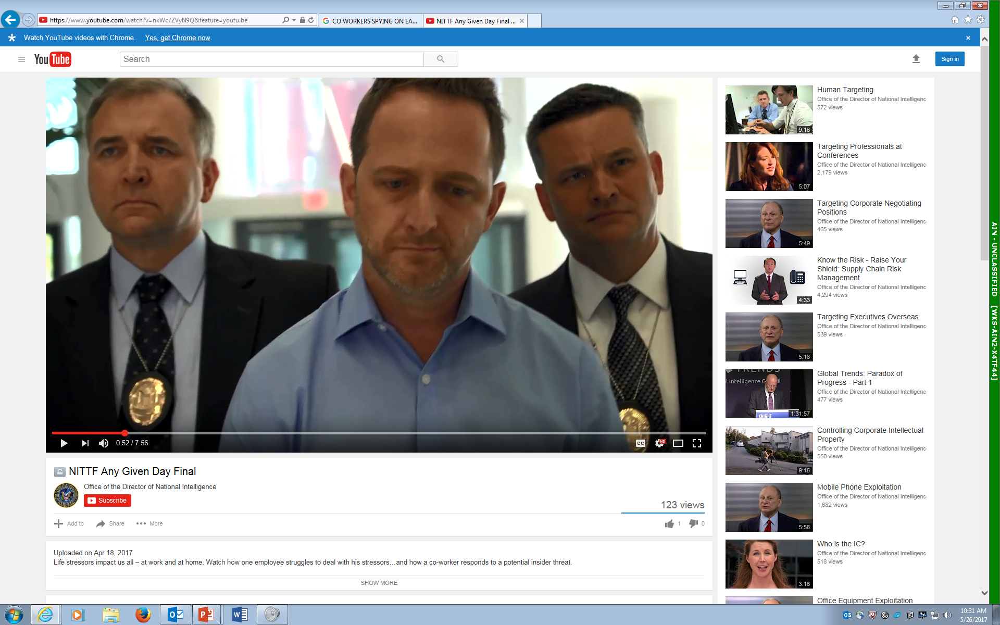 https://www.youtube.com/watch?v=nkWc7ZVyN9Q&feature=youtu.be
CO WORKERS SPYING ON EA...
NITTF Any Given Day Final ...
Watch YouTube videos with Chrome. Yes, get Chrome now.
YouTube
Search
Sign in
0:52 / 7:56
CC
HD
NITTF Any Given Day Final
Office of the Director of National Intelligence
Subscribe
123 views
Add to
Share
More
1
0
Uploaded on Apr 18, 2017
Life stressors impact us all – at work and at home. Watch how one employee struggles to deal with his stressors…and how a co-worker responds to a potential insider threat.
SHOW MORE
Human Targeting
Office of the Director of National Intelligenc
572 views
9:16
Targeting Professionals at
Conferences
Office of the Director of National Intelligenc
2,179 views
5:07
Targeting Corporate Negotiating
Positions
Office of the Director of National Intelligenc
405 views
5:49
Know the Risk - Raise Your
Shield: Supply Chain Risk
Management
Office of the Director of National Intelligenc
4,294 views
4:33
Targeting Executives Overseas
Office of the Director of National Intelligenc
539 views
5:18
Global Trends: Paradox of
Progress - Part 1
Office of the Director of National Intelligenc
477 views
TRENDS
l Intelligence
KNIGHT
1:31:57
Controlling Corporate Intellectual
Property
Office of the Director of National Intelligenc
550 views
9:16
Mobile Phone Exploitation
Office of the Director of National Intelligenc
1,682 views
5:58
Who is the IC?
Office of the Director of National Intelligenc
518 views
3:16
Office Equipment Exploitation
AIN - UNCLASSIFIED [WKS-AIN2-X4TF44]
10:31 AM
5/26/2017